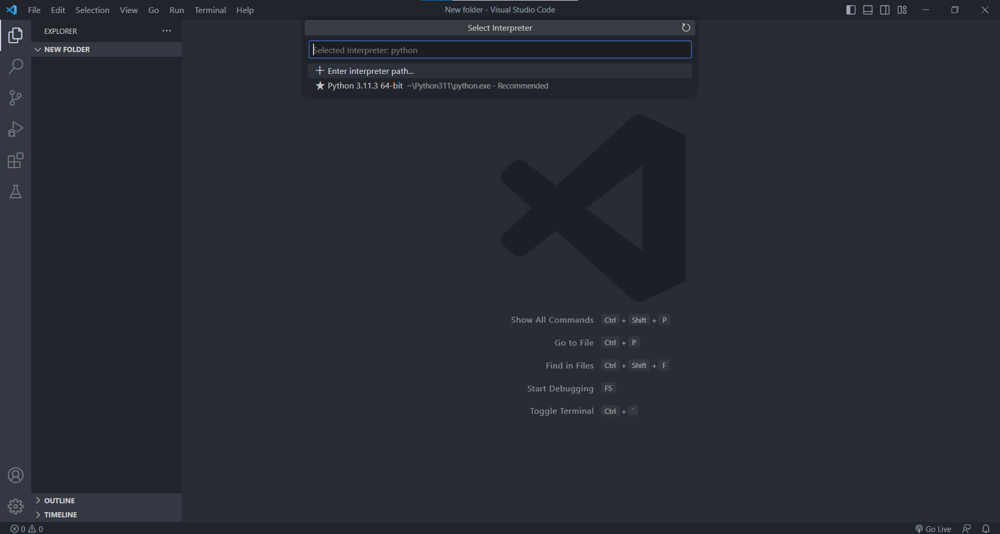 File Edit Selection View Go Run Terminal Help
New folder - Visual Studio Code
EXPLORER
NEW FOLDER
Select Interpreter
Selected Interpreter: python
Enter interpreter path...
Python 3.11.3 64-bit ~\Python311\python.exe - Recommended
Show All Commands Ctrl + Shift + P
Go to File Ctrl + P
Find in Files Ctrl + Shift + F
Start Debugging F5
Toggle Terminal Ctrl + `
OUTLINE
TIMELINE
0 0
Go Live